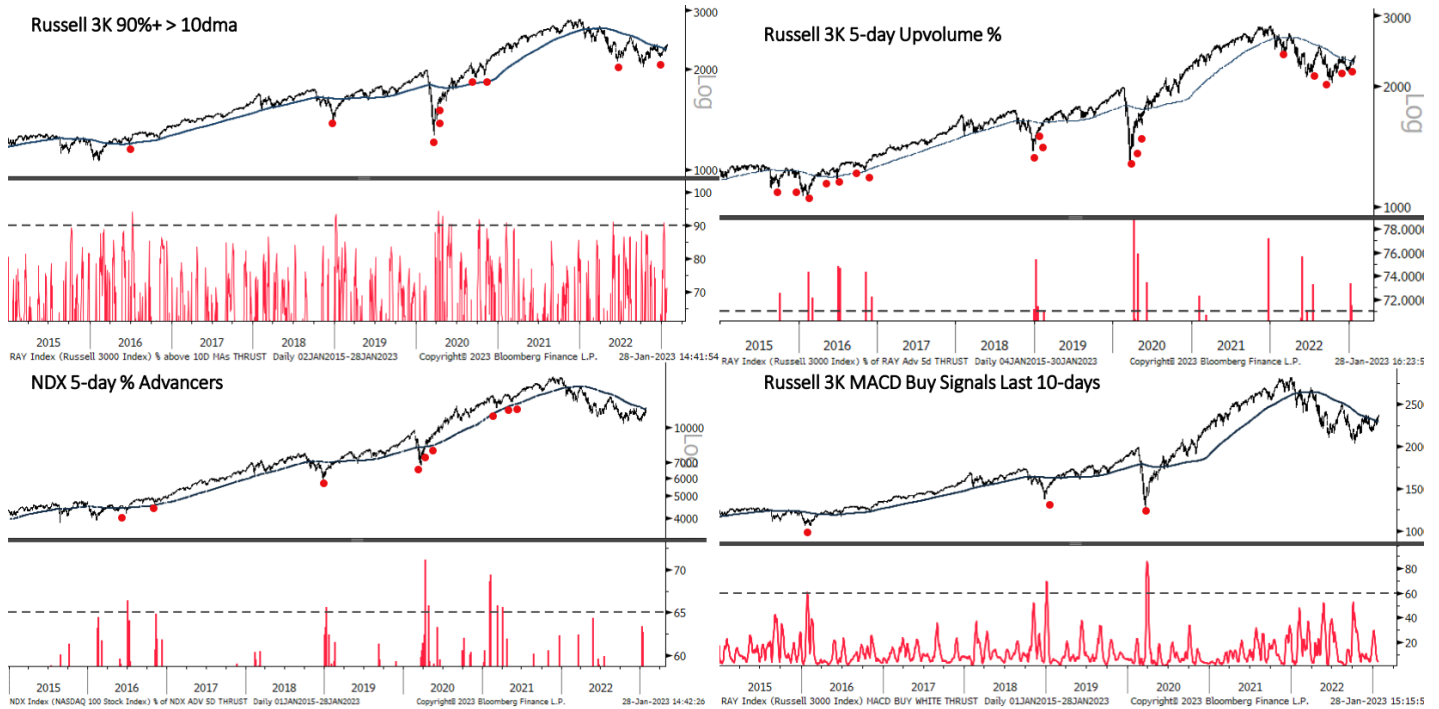 Russell 3K 90%+ > 10dma
3000
2000
Log
1000
100
90
80
70
2015 2016 2017 2018 2019 2020 2021 2022
RAY Index (Russell 3000 Index) % above 10D MAs THRUST Daily 02JAN2015-28JAN2023 Copyright© 2023 Bloomberg Finance L.P. 28-Jan-2023 14:41:54
Russell 3K 5-day Upvolume %
3000
2000
Log
1000
78.0000
76.0000
74.0000
72.0000
2015 2016 2017 2018 2019 2020 2021 2022
RAY Index (Russell 3000 Index) % of RAY Adv 5d THRUST Daily 04JAN2015-30JAN2023 Copyright© 2023 Bloomberg Finance L.P. 28-Jan-2023 16:23:5
NDX 5-day % Advancers
10000
Log
7000
6000
5000
4000
70
65
60
2015 2016 2017 2018 2019 2020 2021 2022
NDX Index (NASDAQ 100 Stock Index) % of NDX ADV 5D THRUST Daily 01JAN2015-28JAN2023 Copyright© 2023 Bloomberg Finance L.P. 28-Jan-2023 14:42:26
Russell 3K MACD Buy Signals Last 10-days
250
200
150
100
80
60
40
20
2015 2016 2017 2018 2019 2020 2021 2022
RAY Index (Russell 3000 Index) MACD BUY WHITE THRUST Daily 01JAN2015-28JAN2023 Copyright© 2023 Bloomberg Finance L.P. 28-Jan-2023 15:15:5